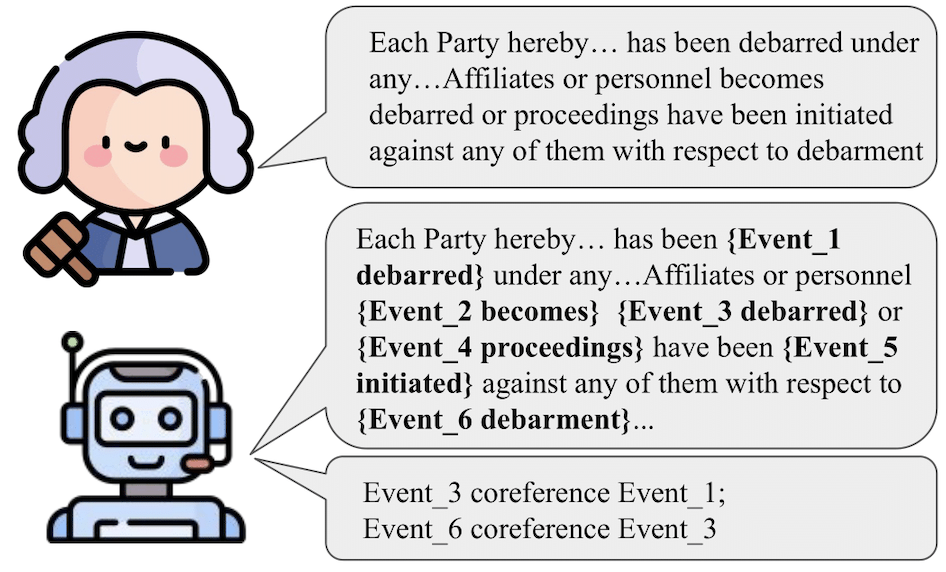 Each Party hereby… has been debarred under
any…Affiliates or personnel becomes
debarred or proceedings have been initiated
against any of them with respect to debarment
Each Party hereby… has been {Event_1
debarred} under any…Affiliates or personnel
{Event_2 becomes} {Event_3 debarred} or
{Event_4 proceedings} have been {Event_5
initiated} against any of them with respect to
{Event_6 debarment}...
Event_3 coreference Event_1;
Event_6 coreference Event_3